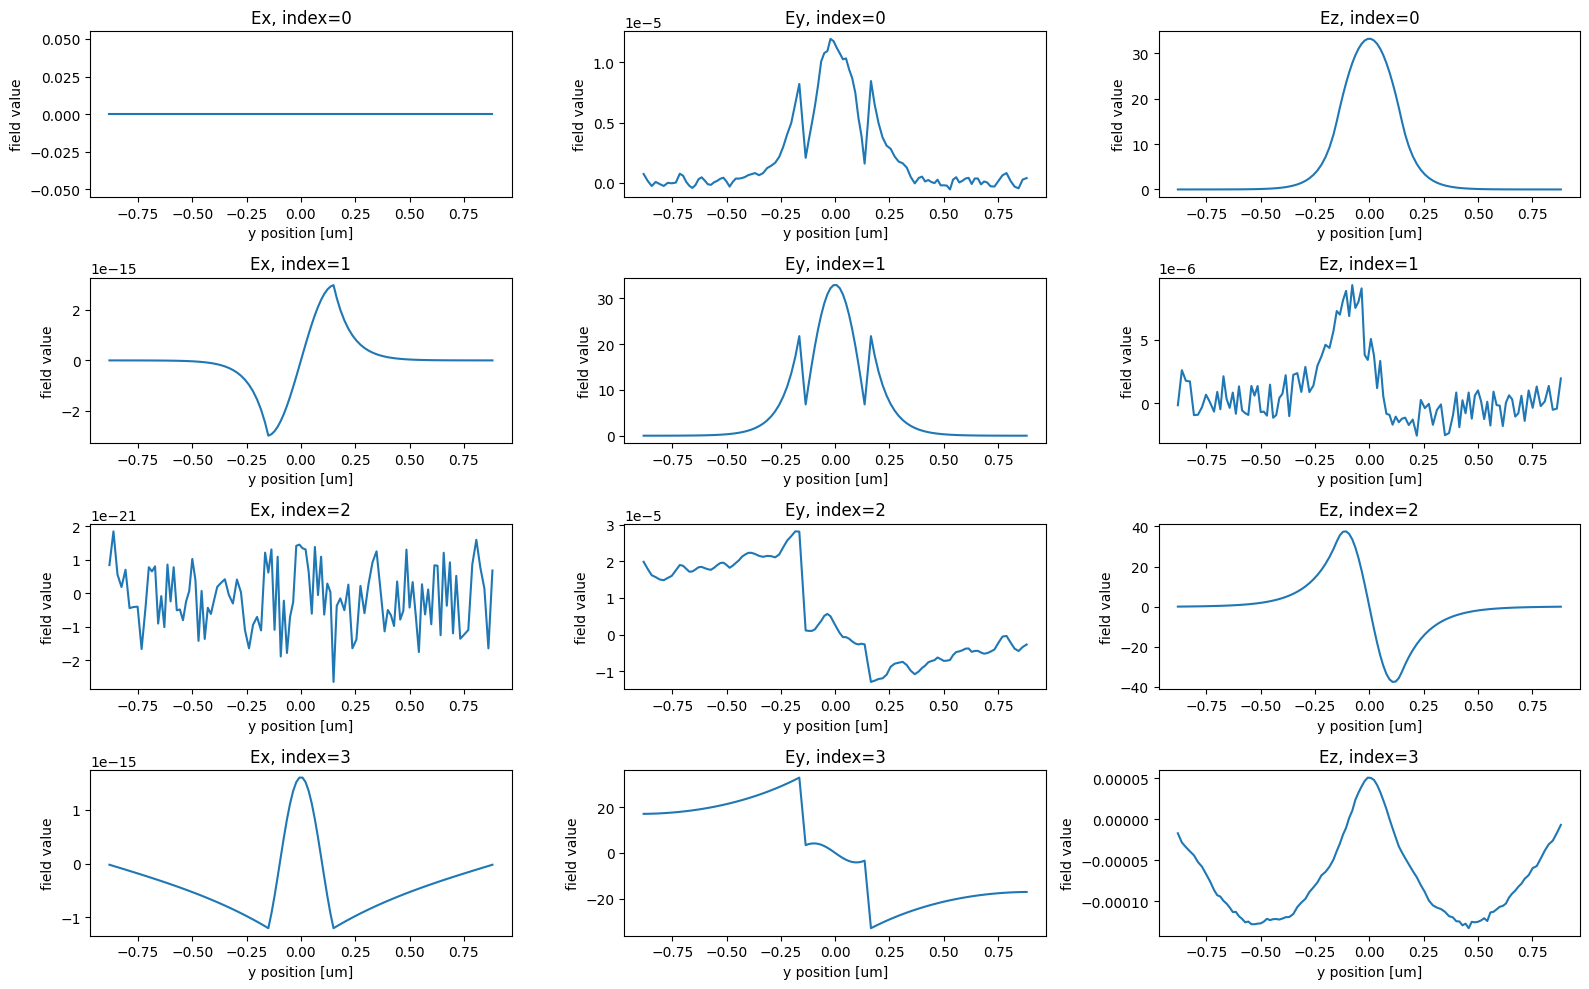 Ex, index=0
0.050
0.025
0.000
−0.025
−0.050
field value
−0.75 −0.50 −0.25 0.00 0.25 0.50 0.75
y position [um]
Ey, index=0
1e−5
1.0
0.5
0.0
field value
−0.75 −0.50 −0.25 0.00 0.25 0.50 0.75
y position [um]
Ez, index=0
30
20
10
0
field value
−0.75 −0.50 −0.25 0.00 0.25 0.50 0.75
y position [um]
Ex, index=1
1e−15
2
0
−2
field value
−0.75 −0.50 −0.25 0.00 0.25 0.50 0.75
y position [um]
Ey, index=1
30
20
10
0
field value
−0.75 −0.50 −0.25 0.00 0.25 0.50 0.75
y position [um]
Ez, index=1
1e−6
5
0
field value
−0.75 −0.50 −0.25 0.00 0.25 0.50 0.75
y position [um]
Ex, index=2
1e−21
2
1
0
−1
−2
field value
−0.75 −0.50 −0.25 0.00 0.25 0.50 0.75
y position [um]
Ey, index=2
1e−5
3
2
1
0
−1
field value
−0.75 −0.50 −0.25 0.00 0.25 0.50 0.75
y position [um]
Ez, index=2
40
20
0
−20
−40
field value
−0.75 −0.50 −0.25 0.00 0.25 0.50 0.75
y position [um]
Ex, index=3
1e−15
1
0
−1
field value
−0.75 −0.50 −0.25 0.00 0.25 0.50 0.75
y position [um]
Ey, index=3
20
0
−20
field value
−0.75 −0.50 −0.25 0.00 0.25 0.50 0.75
y position [um]
Ez, index=3
0.00005
0.00000
−0.00005
−0.00010
field value
−0.75 −0.50 −0.25 0.00 0.25 0.50 0.75
y position [um]